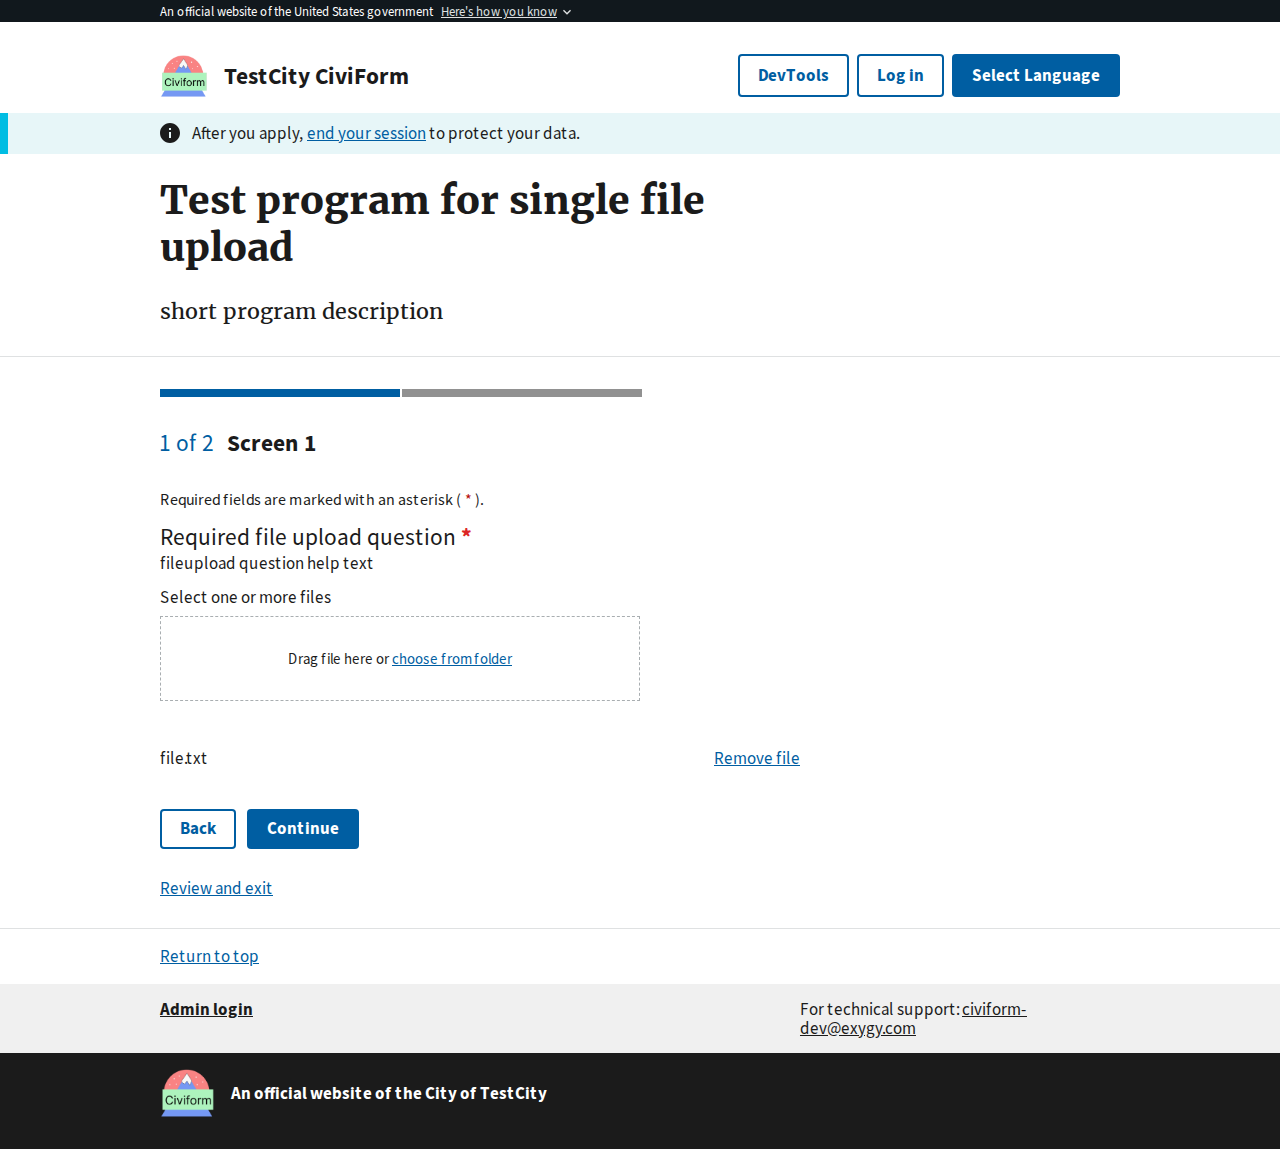 An official website of the United States government Here's how you know
Civiform
TestCity CiviForm
DevTools
Log in
Select Language
After you apply, end your session to protect your data.
Test program for single file
upload
short program description
1 of 2 Screen 1
Required fields are marked with an asterisk ( * ).
Required file upload question *
fileupload question help text
Select one or more files
Drag file here or choose from folder
file.txt
Remove file
Back
Continue
Review and exit
Return to top
Admin login
For technical support: civiform-
dev@exygy.com
Civiform
An official website of the City of TestCity